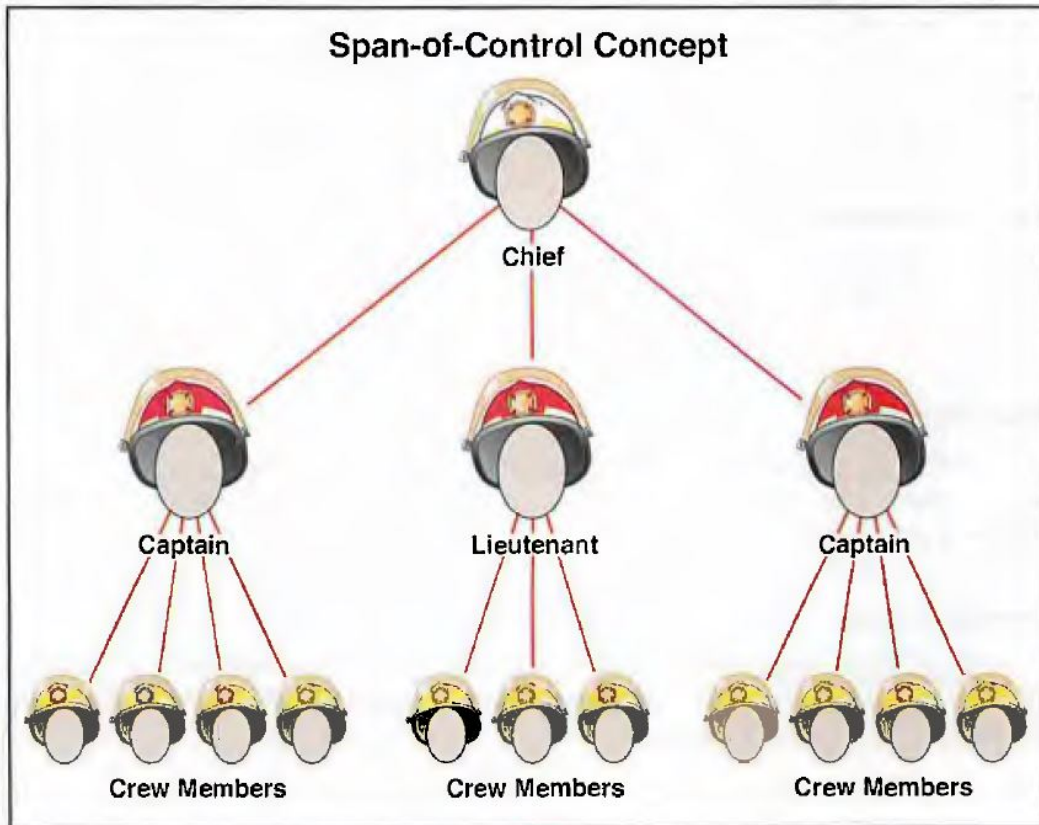 Span-of-Control Concept
Chief
Captain
Lieutenant
Captain
Crew Members
Crew Members
Crew Members